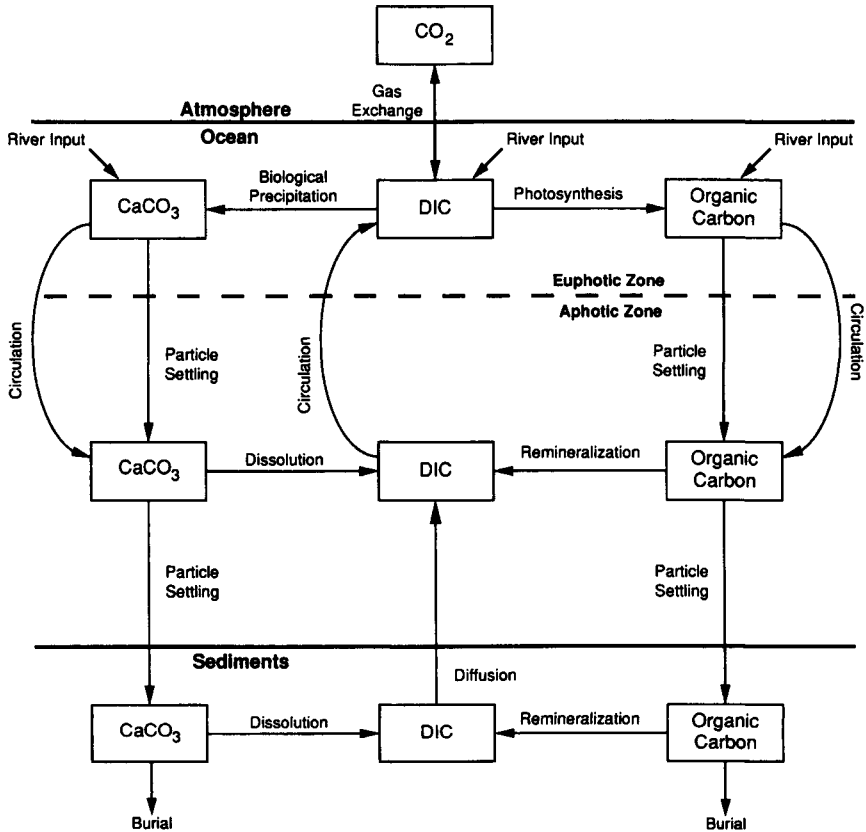 CO2
Gas
Exchange
Atmosphere
Ocean
River Input
River Input
River Input
CaCO3
Biological
Precipitation
DIC
Photosynthesis
Organic
Carbon
Euphotic Zone
Aphotic Zone
Circulation
Particle
Settling
Circulation
Particle
Settling
Circulation
CaCO3
Dissolution
DIC
Remineralization
Organic
Carbon
Particle
Settling
Particle
Settling
Sediments
Diffusion
CaCO3
Dissolution
DIC
Remineralization
Organic
Carbon
Burial
Burial